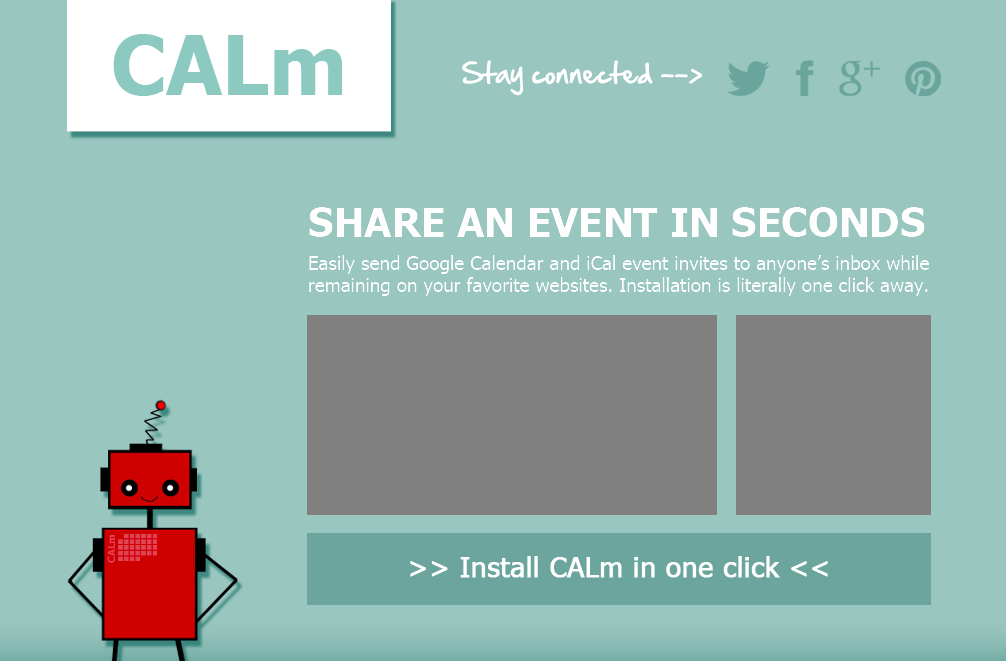 CALm
Stay connected -->
SHARE AN EVENT IN SECONDS
Easily send Google Calendar and iCal event invites to anyone’s inbox while
remaining on your favorite websites. Installation is literally one click away.
CALm
>> Install CALm in one click <<